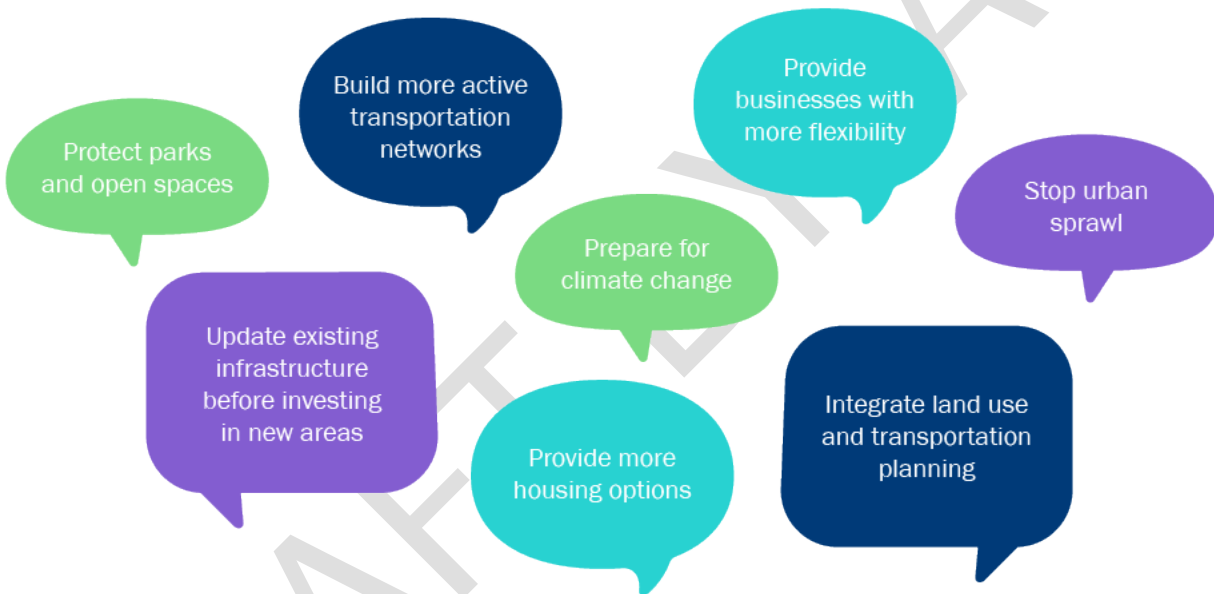 Build more active
transportation
networks
Provide
businesses with
more flexibility
Protect parks
and open spaces
Stop urban
sprawl
Prepare for
climate change
Update existing
infrastructure
before investing
in new areas
Integrate land use
and transportation
planning
Provide more
housing options